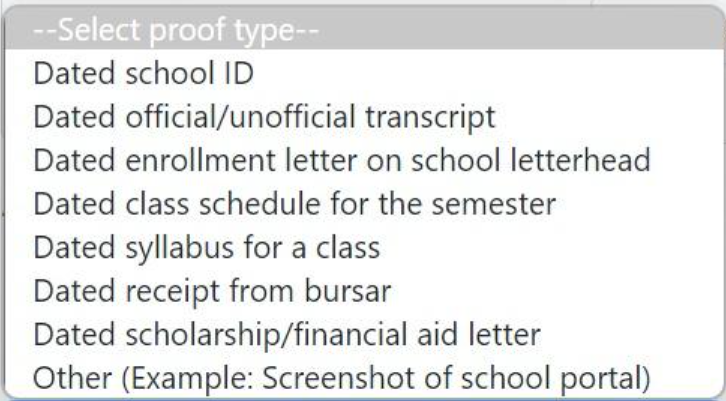 --Select proof type--
Dated school ID
Dated official/unofficial transcript
Dated enrollment letter on school letterhead
Dated class schedule for the semester
Dated syllabus for a class
Dated receipt from bursar
Dated scholarship/financial aid letter
Other (Example: Screenshot of school portal)